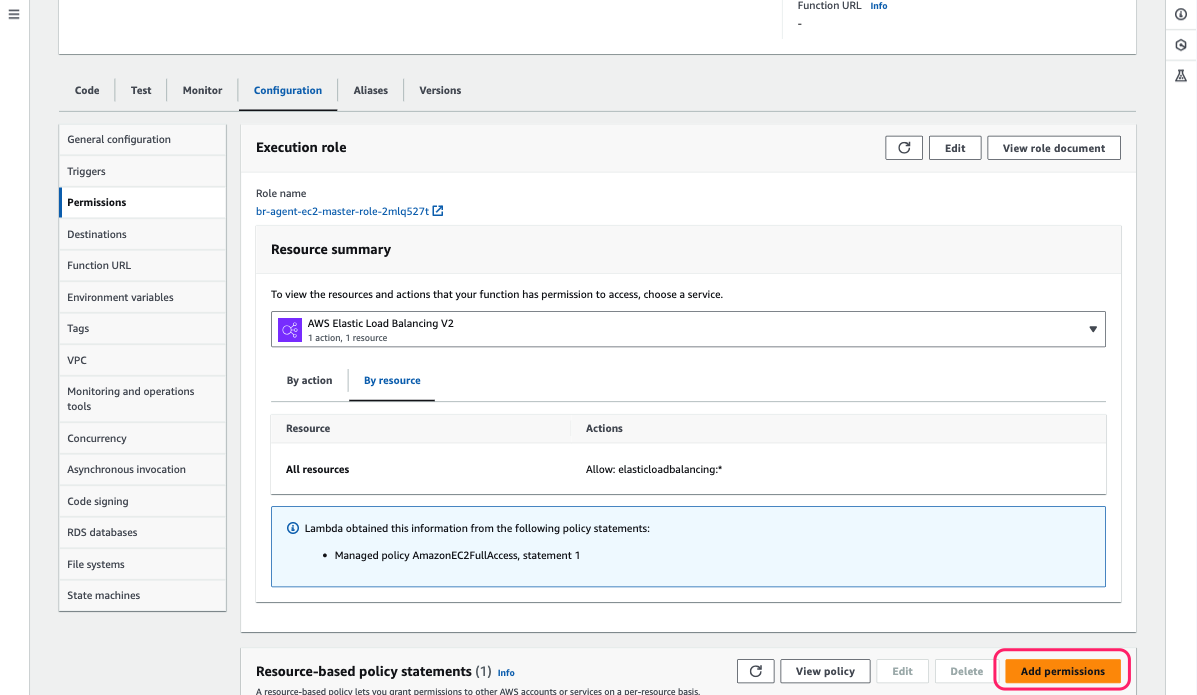 Function URL Info
-
Code
Test
Monitor
Configuration
Aliases
Versions
General configuration
Triggers
Permissions
Destinations
Function URL
Environment variables
Tags
VPC
Monitoring and operations
tools
Concurrency
Asynchronous invocation
Code signing
RDS databases
File systems
State machines
Execution role
Edit
View role document
Role name
br-agent-ec2-master-role-2mlq527t
Resource summary
To view the resources and actions that your function has permission to access, choose a service.
AWS Elastic Load Balancing V2
1 action, 1 resource
By action
By resource
Resource
Actions
All resources
Allow: elasticloadbalancing:*
Lambda obtained this information from the following policy statements:
• Managed policy AmazonEC2FullAccess, statement 1
Resource-based policy statements (1) Info
View policy
Edit
Delete
Add permissions
A resource-based policy lets you grant permissions to other AWS accounts or services on a per-resource basis.